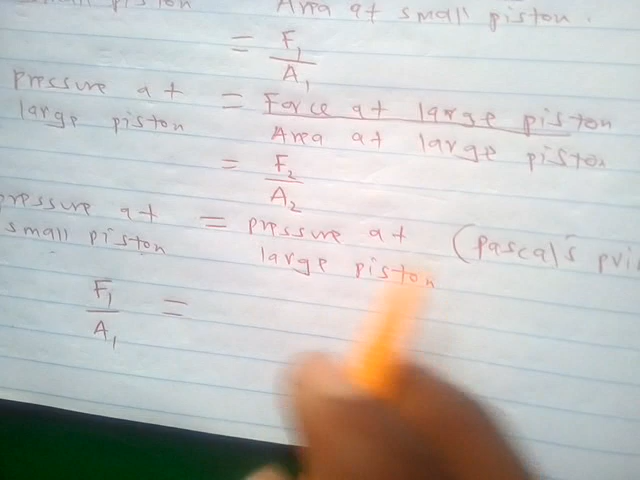 piston Area at small piston.
= F₁
A₁
pressure at = Force at large piston
large piston Area at large piston
= F₂
A₂
pressure at = pressure at (pascal's
small piston large piston
F₁ =
A₁